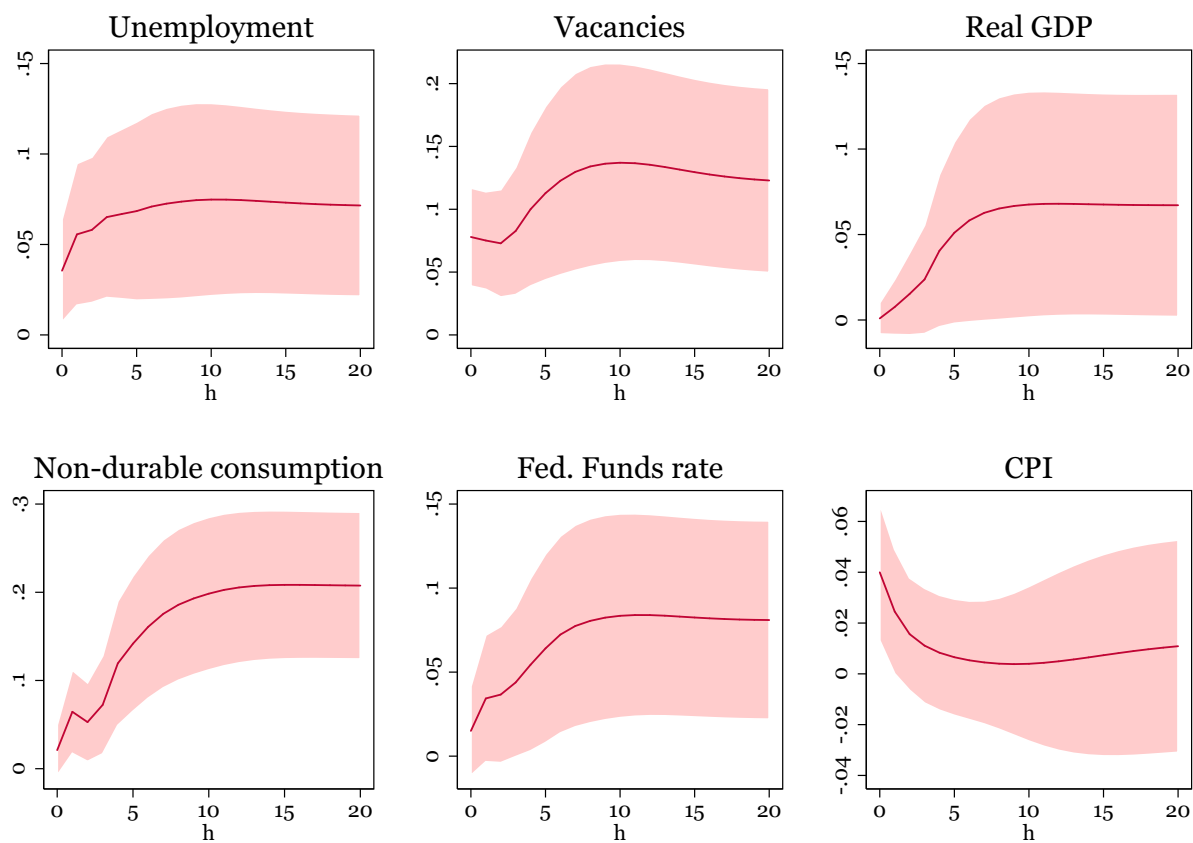 Unemployment
.15
.1
.05
0
0 5 10 15 20
h
Vacancies
.2
.15
.1
.05
0
0 5 10 15 20
h
Real GDP
.15
.1
.05
0
0 5 10 15 20
h
Non-durable consumption
.3
.2
.1
0
0 5 10 15 20
h
Fed. Funds rate
.15
.1
.05
0
0 5 10 15 20
h
CPI
.06
.04
.02
0
-.02
-.04
0 5 10 15 20
h